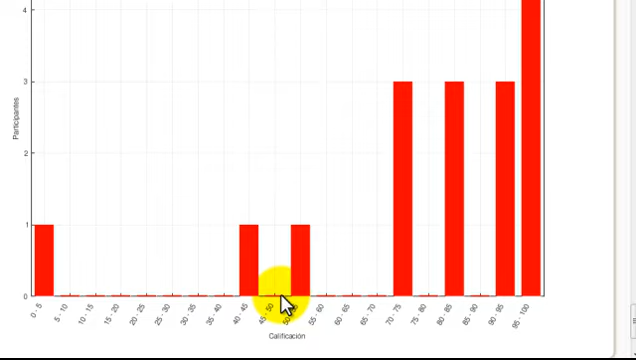 4
3
2
1
0
Participantes
0 - 5
5 - 10
10 - 15
15 - 20
20 - 25
25 - 30
30 - 35
35 - 40
40 - 45
45 - 50
55 - 60
60 - 65
65 - 70
70 - 75
75 - 80
80 - 85
85 - 90
90 - 95
95 - 100
Calificación